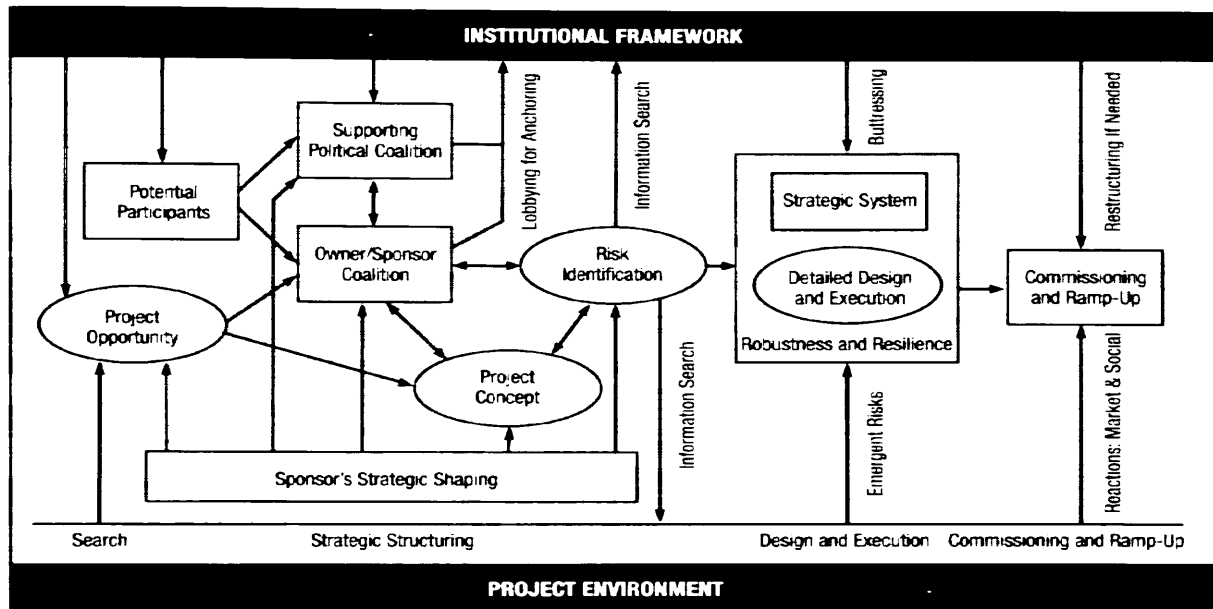 INSTITUTIONAL FRAMEWORK
Lobbying for Anchoring
Information Search
Buttressing
Restructuring If Needed
Supporting
Political Coalition
Potential
Participants
Strategic System
Owner/Sponsor
Coalition
Risk
Identification
Detailed Design
and Execution
Commissioning
and Ramp-Up
Project
Opportunity
Robustness and Resilience
Project
Concept
Information Search
Emergent Risks
Reactions: Market & Social
Sponsor's Strategic Shaping
Search
Strategic Structuring
Design and Execution
Commissioning and Ramp-Up
PROJECT ENVIRONMENT